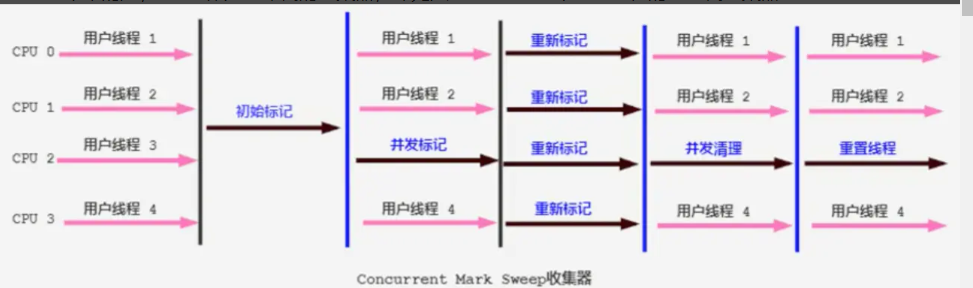 CPU 0 用户线程 1 用户线程 1 重新标记 用户线程 1 用户线程 1
CPU 1 用户线程 2 初始标记 用户线程 2 重新标记 用户线程 2 用户线程 2
CPU 2 用户线程 3 并发标记 重新标记 并发清理 重置线程
CPU 3 用户线程 4 用户线程 4 重新标记 用户线程 4 用户线程 4
Concurrent Mark Sweep收集器